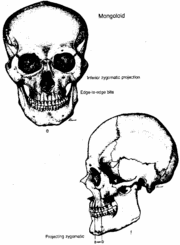 Mongoloid
Inferior zygomatic projection
Edge-to-edge bite
e
Projecting zygomatic
f